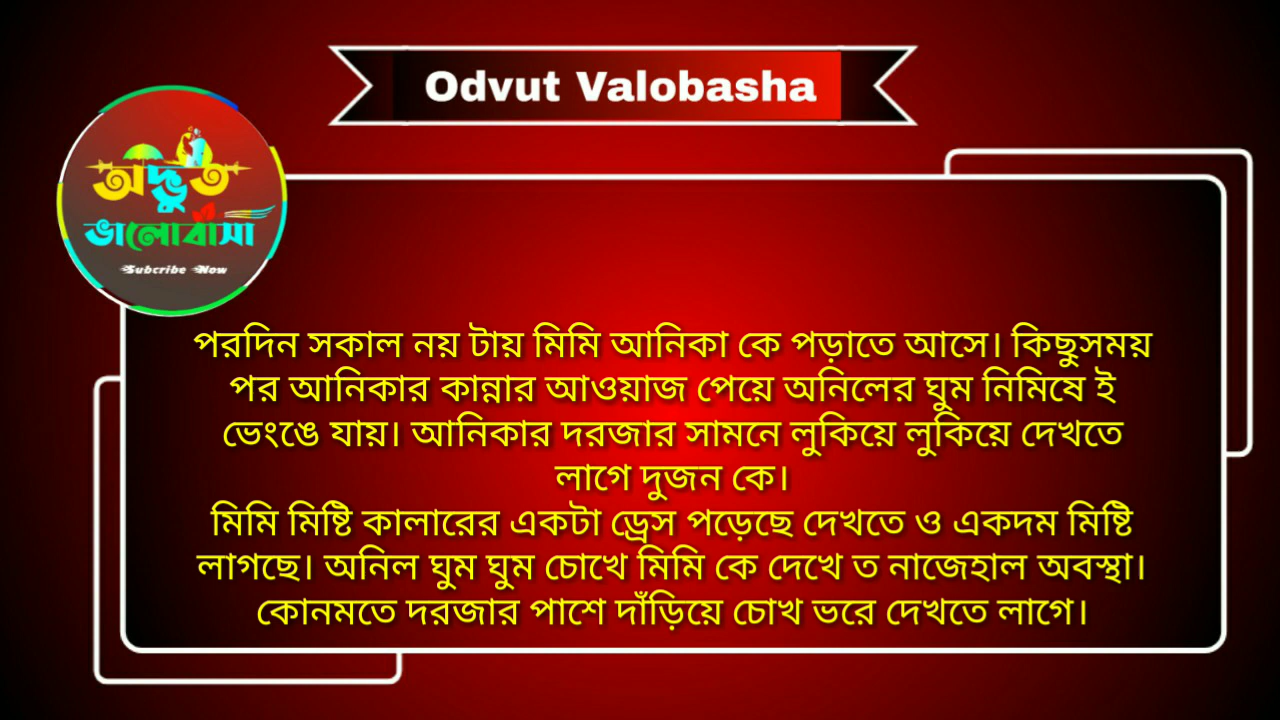 Odvut Valobasha
অদ্ভুত
ভালোবাসা
Subcribe Now
পরদিন সকাল নয় টায় মিমি আনিকা কে পড়াতে আসে। কিছুসময়
পর আনিকার কান্নার আওয়াজ পেয়ে অনিলের ঘুম নিমিষে ই
ভেংঙে যায়। আনিকার দরজার সামনে লুকিয়ে লুকিয়ে দেখতে
লাগে দুজন কে।
মিমি মিষ্টি কালারের একটা ড্রেস পড়েছে দেখতে ও একদম মিষ্টি
লাগছে। অনিল ঘুম ঘুম চোখে মিমি কে দেখে ত নাজেহাল অবস্থা।
কোনমতে দরজার পাশে দাঁড়িয়ে চোখ ভরে দেখতে লাগে।